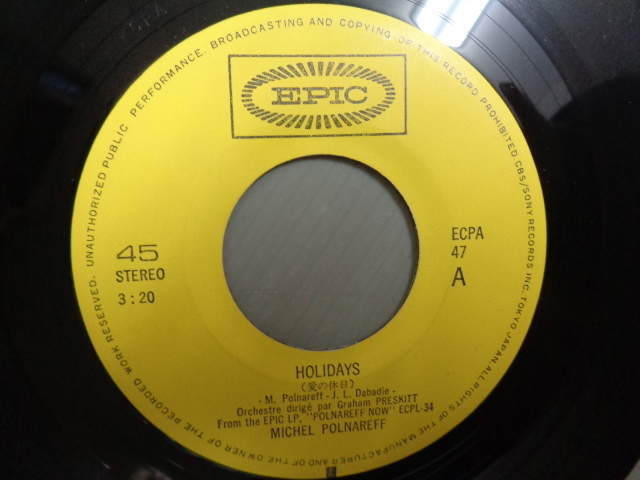 EPIC
45
STEREO
3:20
ECPA
47
A
HOLIDAYS
(愛の休日)
- M. Polnareff - J. L. Dabadie -
Orchestre dirigé par Graham PRESKITT
From the EPIC LP, "POLNAREFF NOW" ECPL-34
MICHEL POLNAREFF
ALL RIGHTS OF THE MANUFACTURER AND OF THE OWNER OF THE RECORDED WORK RESERVED. UNAUTHORIZED PUBLIC PERFORMANCE. BROADCASTING AND COPYING OF THIS RECORD PROHIBITED CBS/SONY RECORDS INC. TOKYO JAPAN.